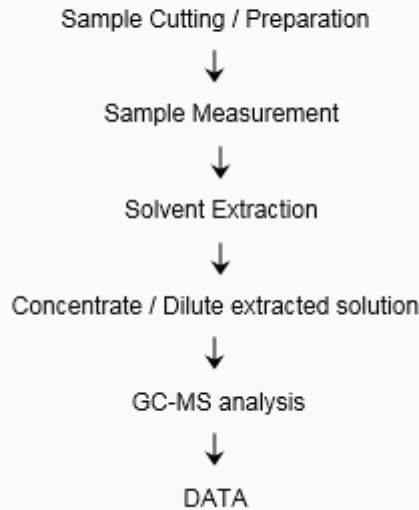 Sample Cutting / Preparation
Sample Measurement
Solvent Extraction
Concentrate / Dilute extracted solution
GC-MS analysis
DATA